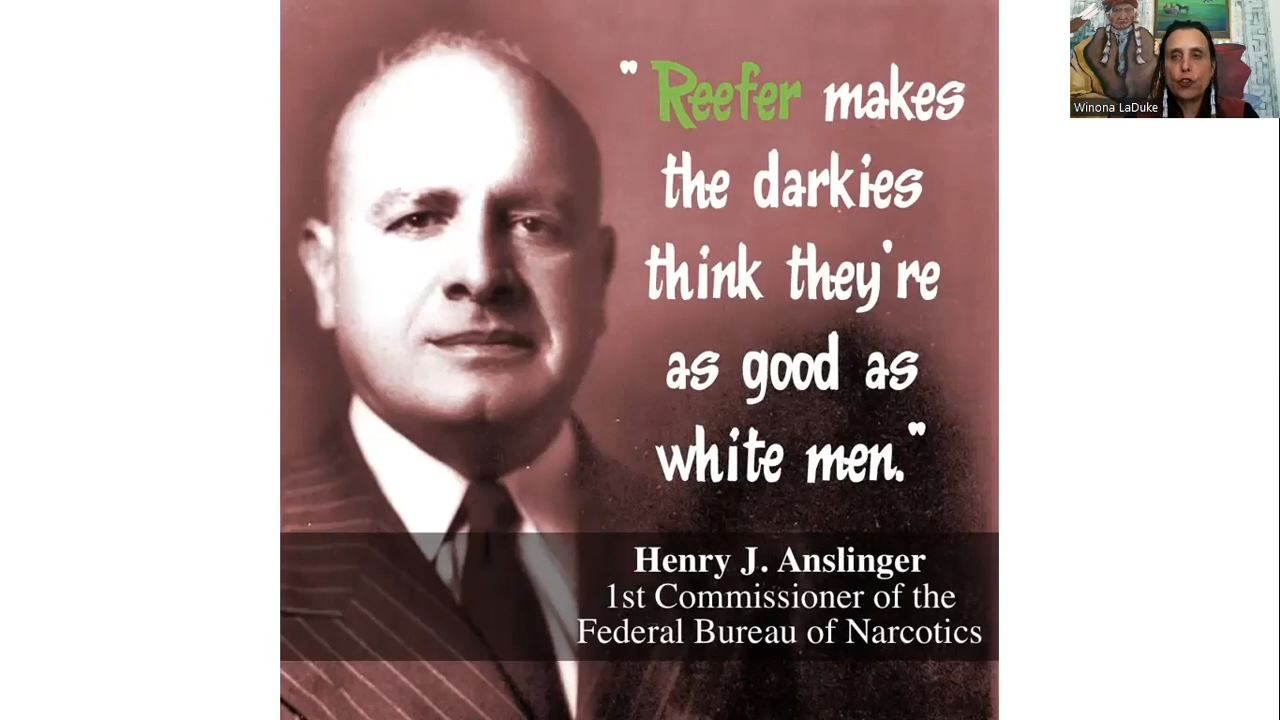 " Reefer makes
the darkies
think they're
as good as
white men."
Henry J. Anslinger
1st Commissioner of the
Federal Bureau of Narcotics
Winona LaDuke